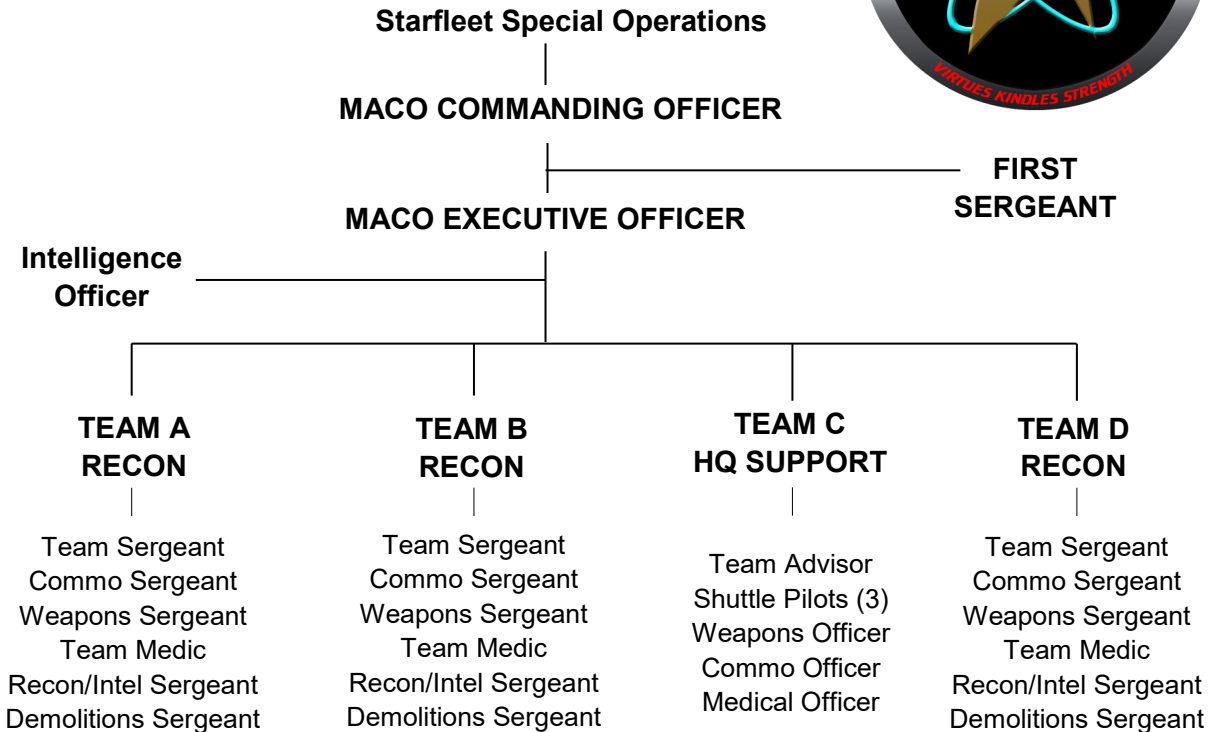 Starfleet Special Operations
VIRTUES KINDLES STRENGTH
MACO COMMANDING OFFICER
FIRST
SERGEANT
MACO EXECUTIVE OFFICER
Intelligence
Officer
TEAM A
RECON
Team Sergeant
Commo Sergeant
Weapons Sergeant
Team Medic
Recon/Intel Sergeant
Demolitions Sergeant
TEAM B
RECON
Team Sergeant
Commo Sergeant
Weapons Sergeant
Team Medic
Recon/Intel Sergeant
Demolitions Sergeant
TEAM C
HQ SUPPORT
Team Advisor
Shuttle Pilots (3)
Weapons Officer
Commo Officer
Medical Officer
TEAM D
RECON
Team Sergeant
Commo Sergeant
Weapons Sergeant
Team Medic
Recon/Intel Sergeant
Demolitions Sergeant